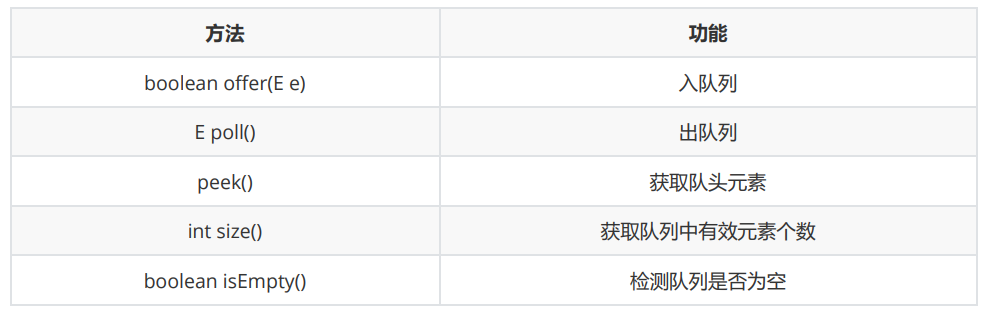 方法 功能
boolean offer(E e) 入队列
E poll() 出队列
peek() 获取队头元素
int size() 获取队列中有效元素个数
boolean isEmpty() 检测队列是否为空